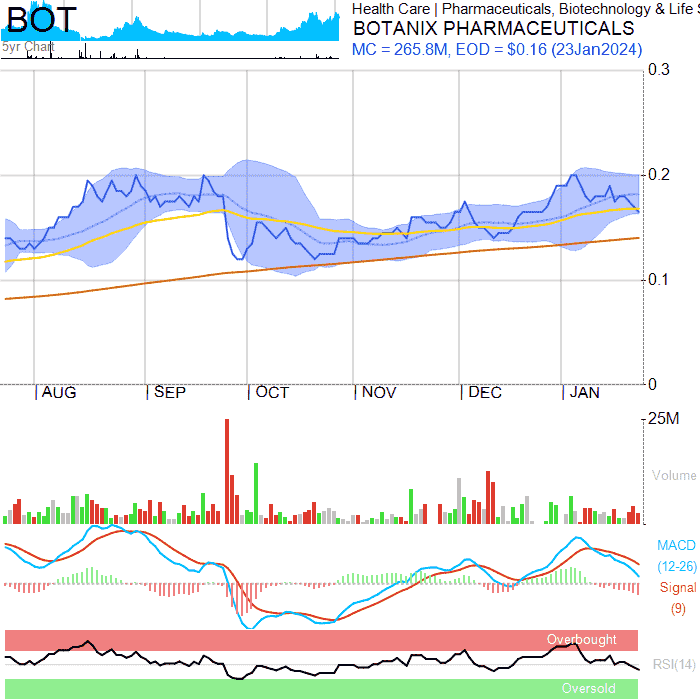 BOT
5yr Chart
Health Care | Pharmaceuticals, Biotechnology & Life S
BOTANIX PHARMACEUTICALS
MC = 265.8M, EOD = $0.16 (23Jan2024)
0.3
0.2
0.1
0
| AUG | SEP | OCT | NOV | DEC | JAN
25M
Volume
MACD
(12-26)
Signal
(9)
Overbought
RSI(14)
Oversold